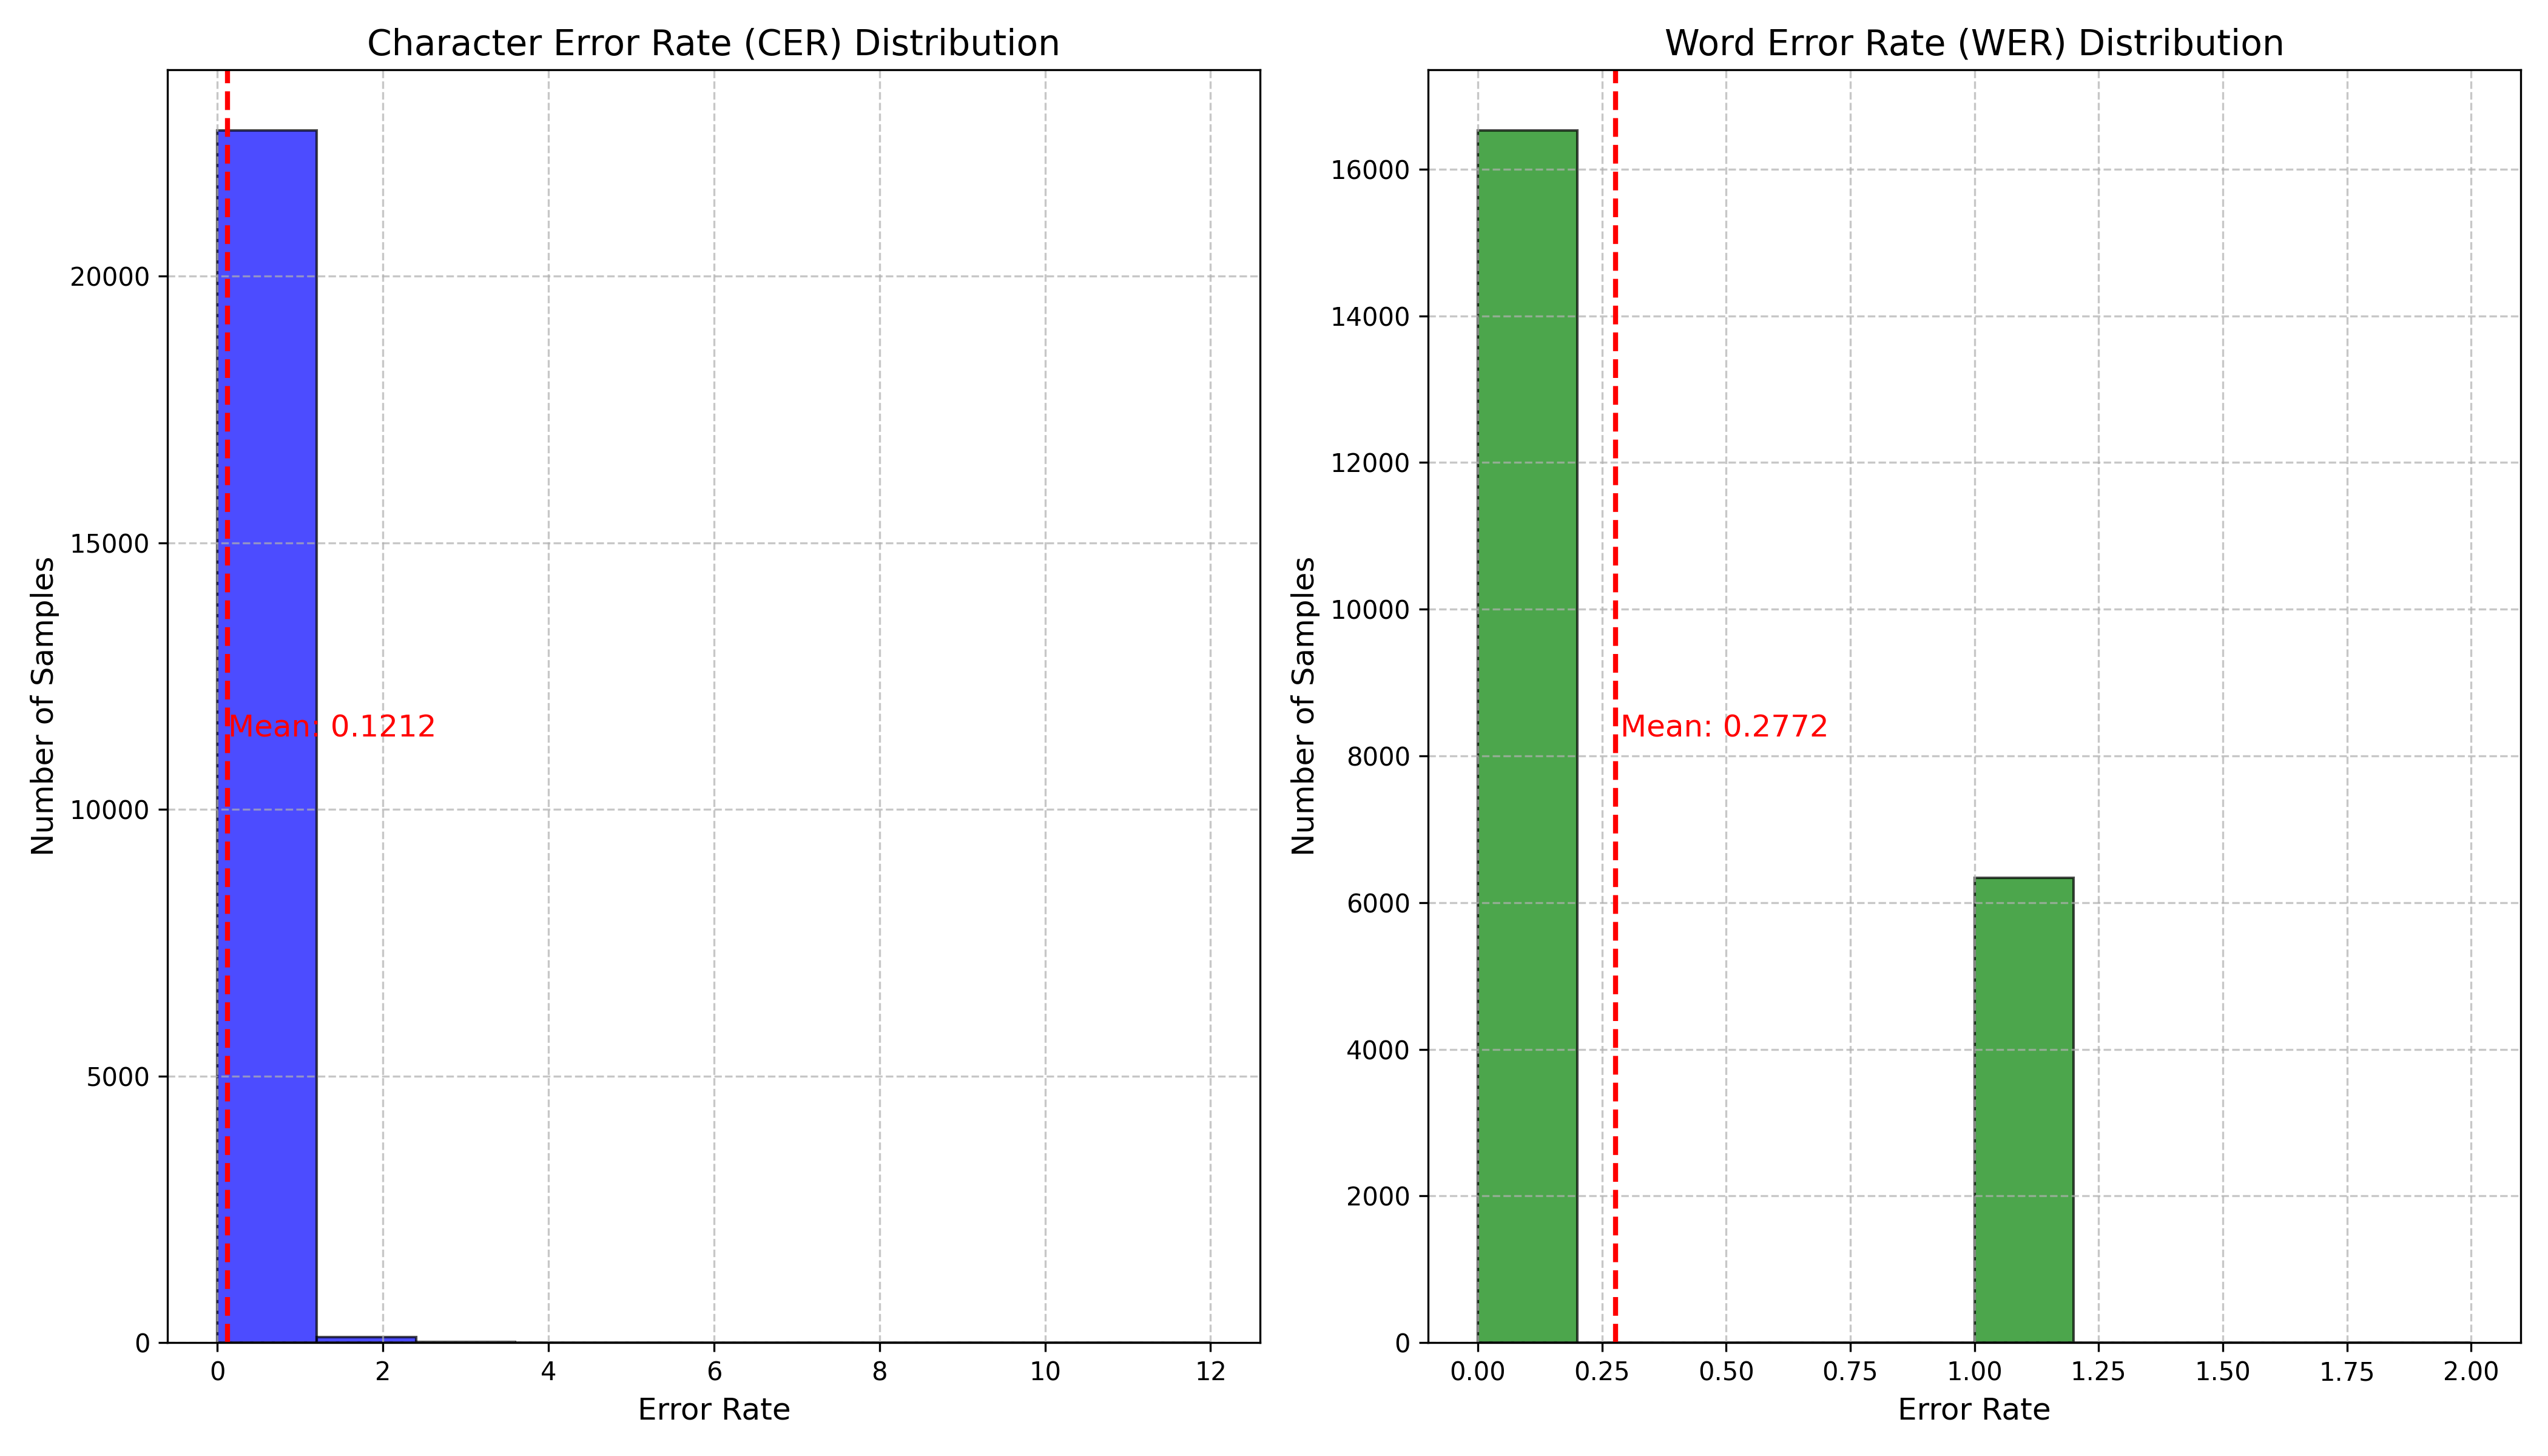 Character Error Rate (CER) Distribution
Number of Samples
20000
15000
10000
5000
0
Mean: 0.1212
0 2 4 6 8 10 12
Error Rate
Word Error Rate (WER) Distribution
Number of Samples
16000
14000
12000
10000
8000
6000
4000
2000
0
Mean: 0.2772
0.00 0.25 0.50 0.75 1.00 1.25 1.50 1.75 2.00
Error Rate